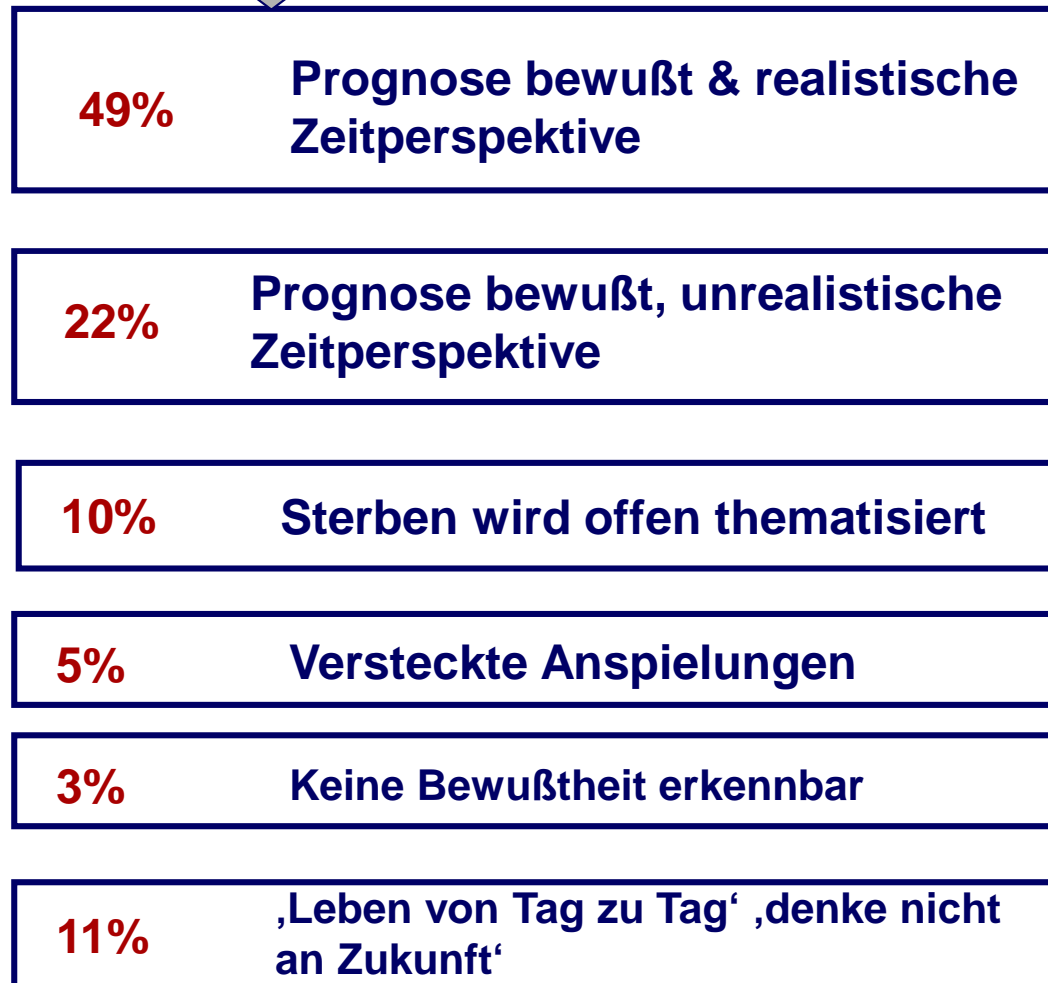 49%
Prognose bewußt & realistische
Zeitperspektive
22%
Prognose bewußt, unrealistische
Zeitperspektive
10%
Sterben wird offen thematisiert
5%
Versteckte Anspielungen
3%
Keine Bewußtheit erkennbar
11%
‚Leben von Tag zu Tag‘ ‚denke nicht
an Zukunft‘